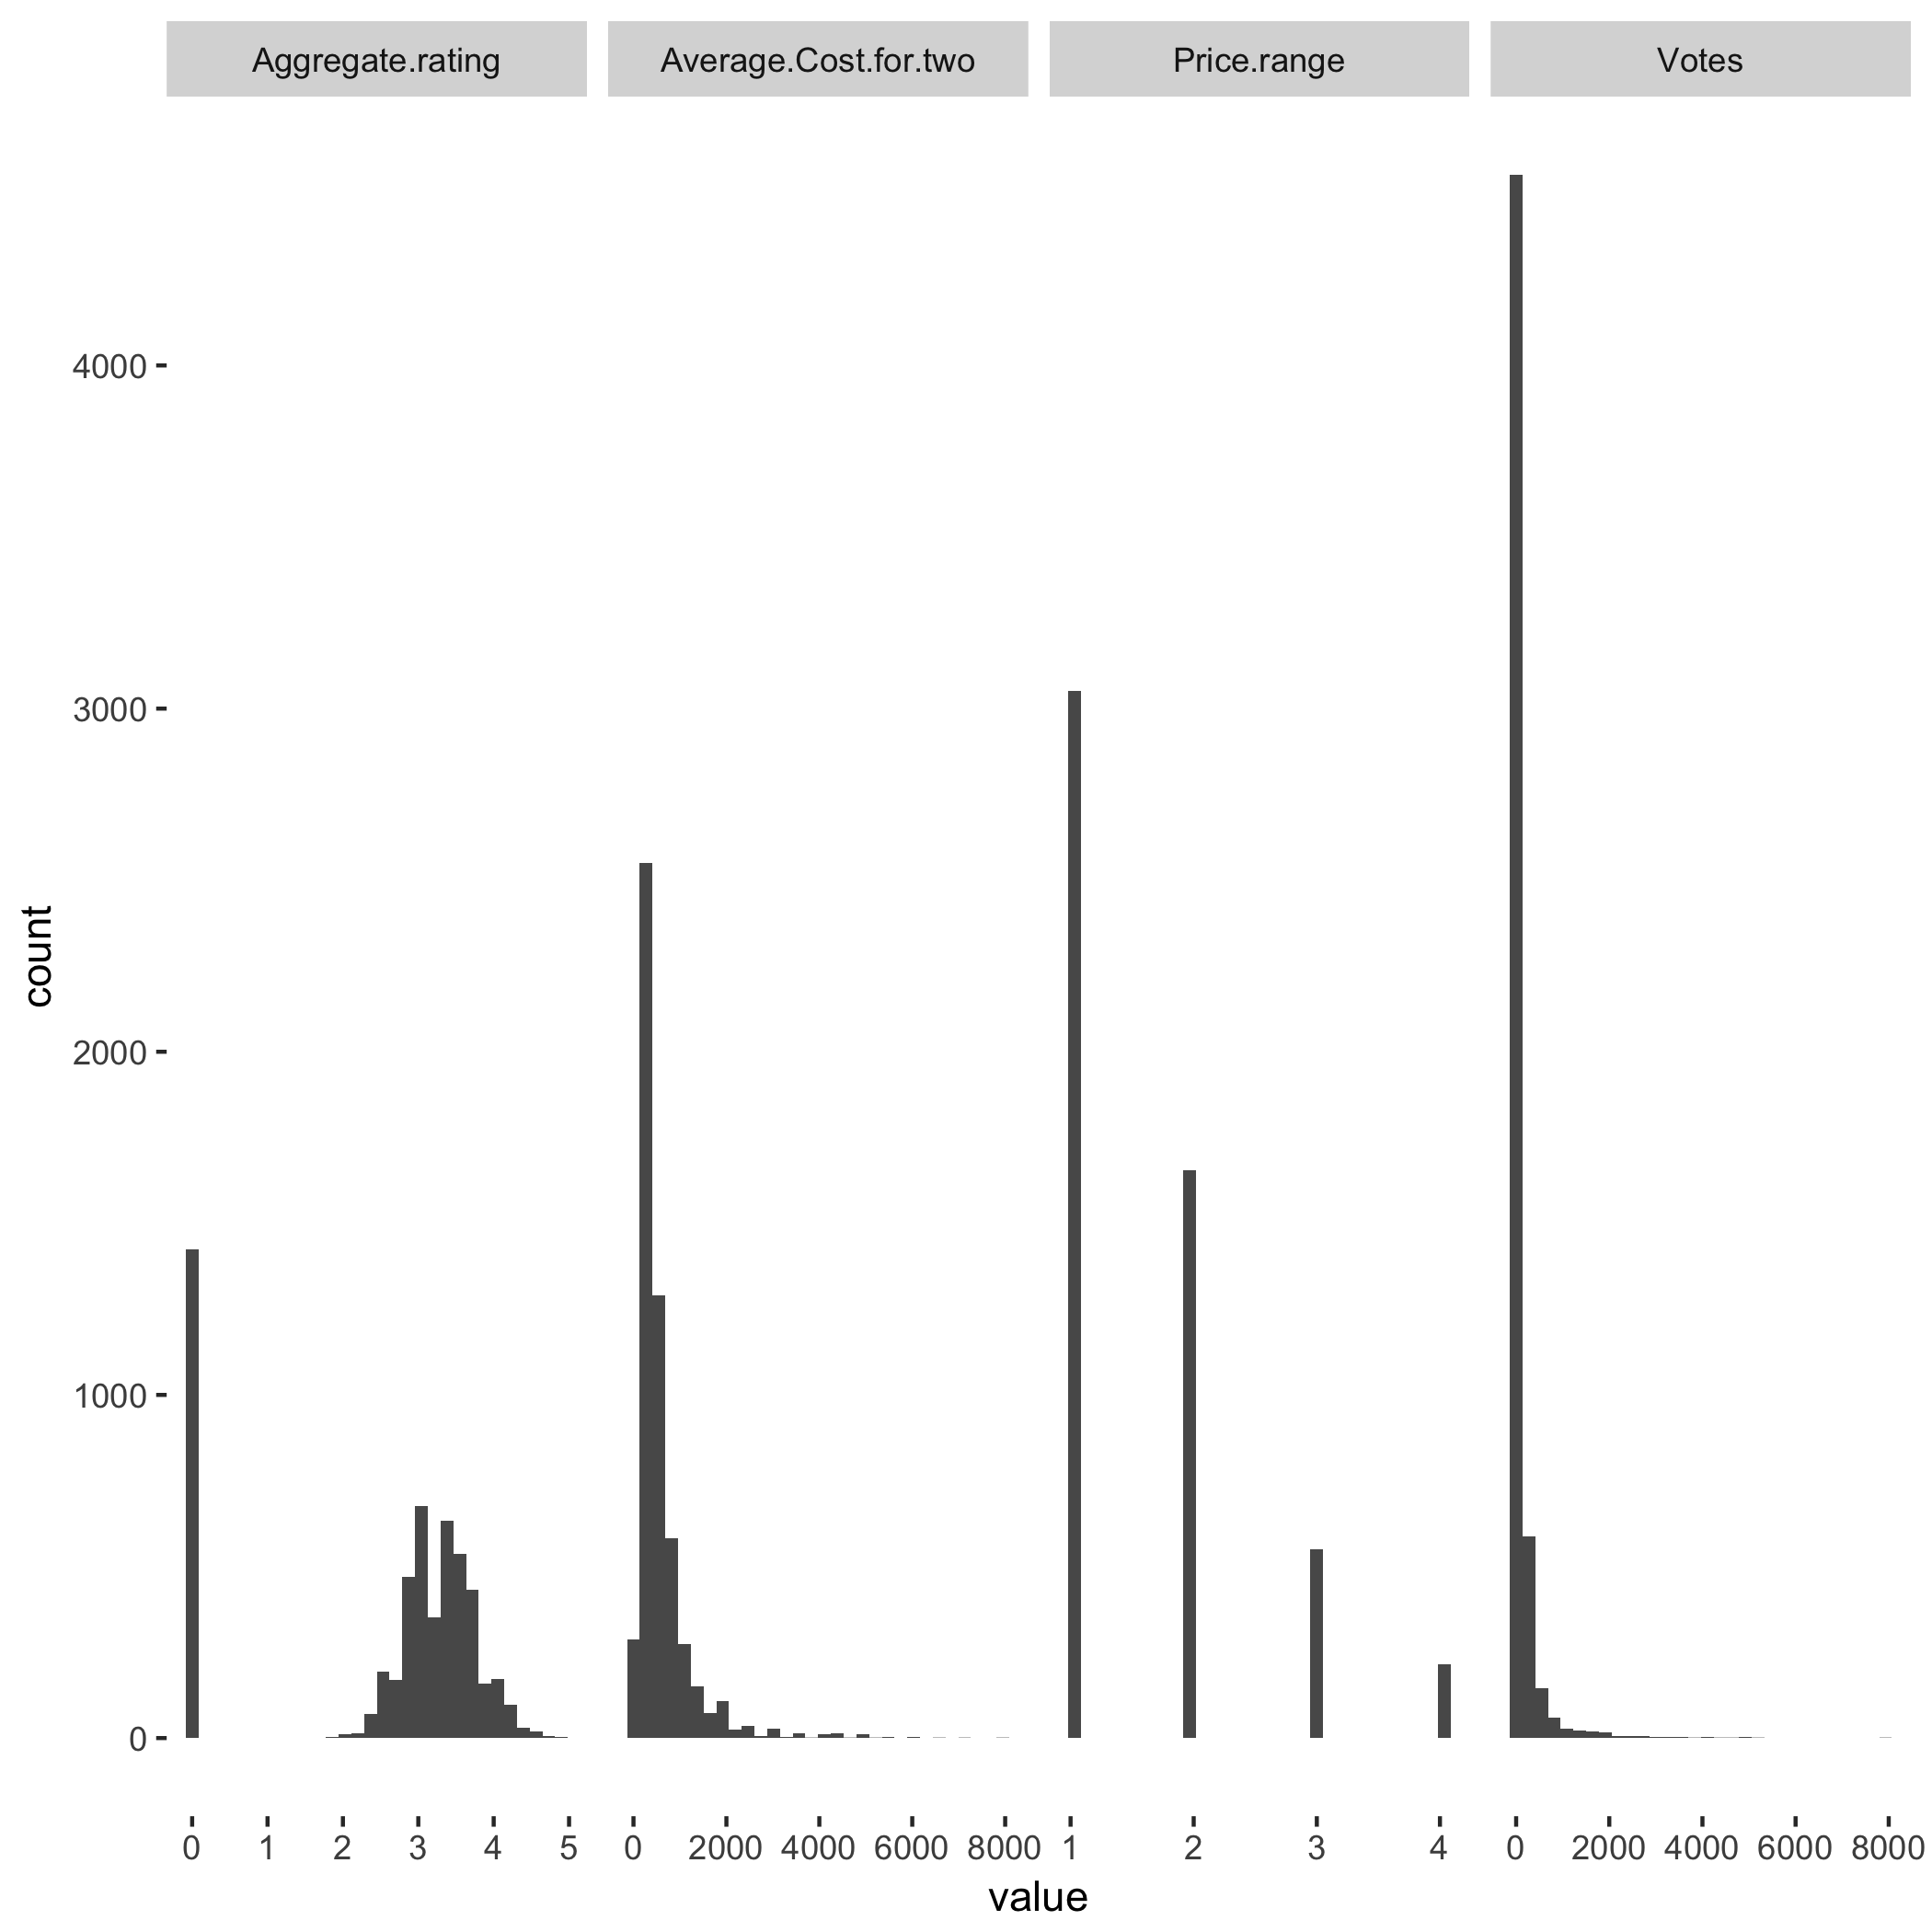 Aggregate.rating Average.Cost.for.two Price.range Votes
4000
3000
2000
1000
0
count
0 1 2 3 4 5 0 2000 4000 6000 8000 1 2 3 4 0 2000 4000 6000 8000
value